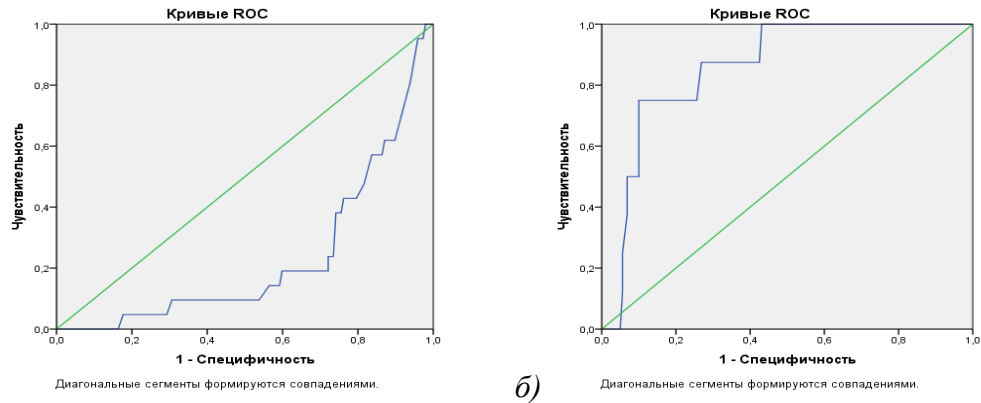 Кривые ROC
1,0
0,8
0,6
0,4
0,2
0,0
Чувствительность
0,0 0,2 0,4 0,6 0,8 1,0
1 - Специфичность
Диагональные сегменты формируются совпадениями.
б)
Кривые ROC
1,0
0,8
0,6
0,4
0,2
0,0
Чувствительность
0,0 0,2 0,4 0,6 0,8 1,0
1 - Специфичность
Диагональные сегменты формируются совпадениями.